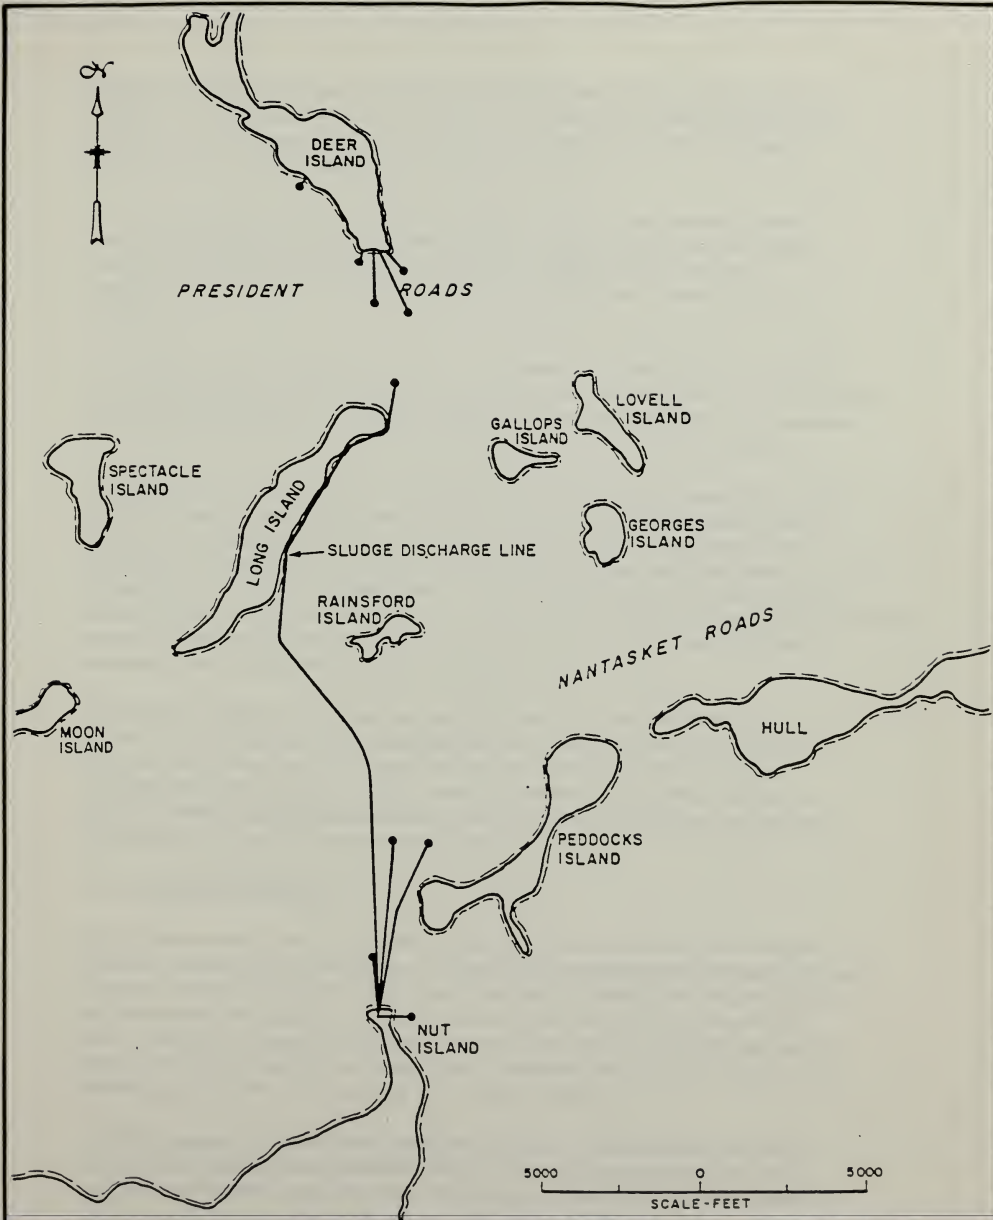 N
DEER
ISLAND
PRESIDENT ROADS
LOVELL
ISLAND
GALLOPS
ISLAND
SPECTACLE
ISLAND
LONG ISLAND
GEORGES
ISLAND
SLUDGE DISCHARGE LINE
RAINSFORD
ISLAND
NANTASKET ROADS
MOON
ISLAND
HULL
PEDDOCKS
ISLAND
NUT
ISLAND
5000 0 5000
SCALE-FEET